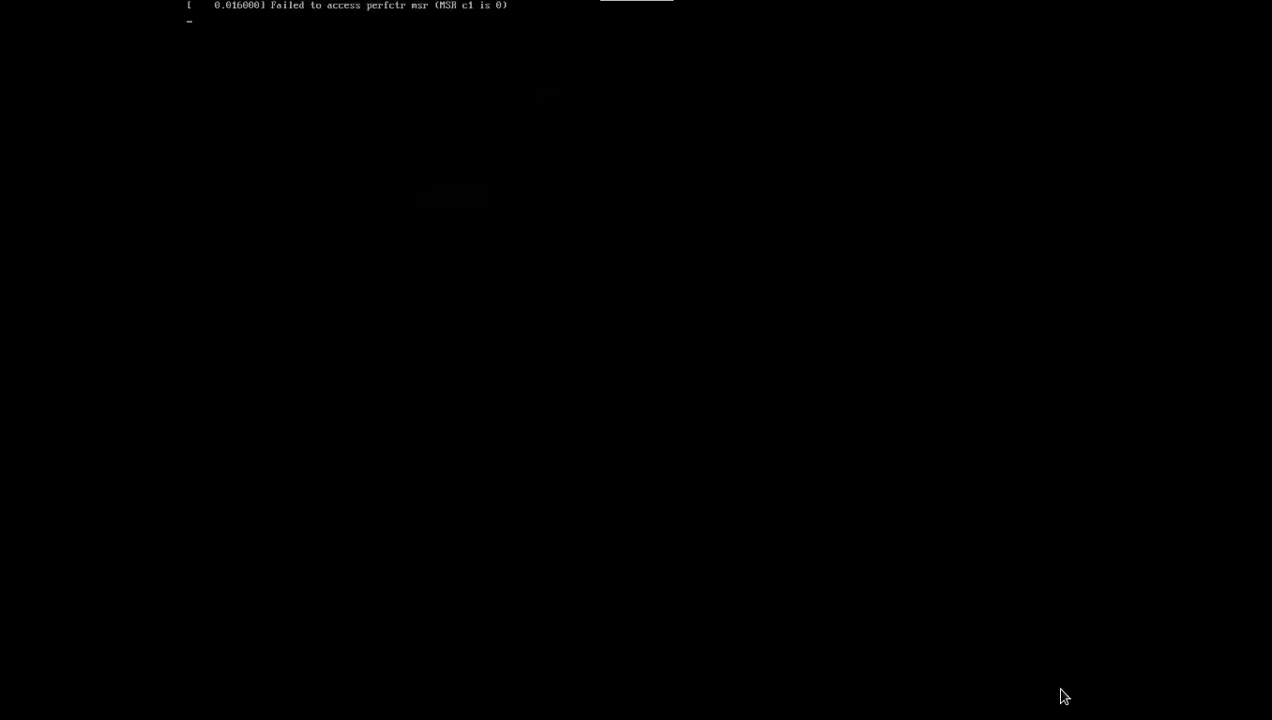 [    0.016000] Failed to access perfctr msr (MSR c1 is 0)
_